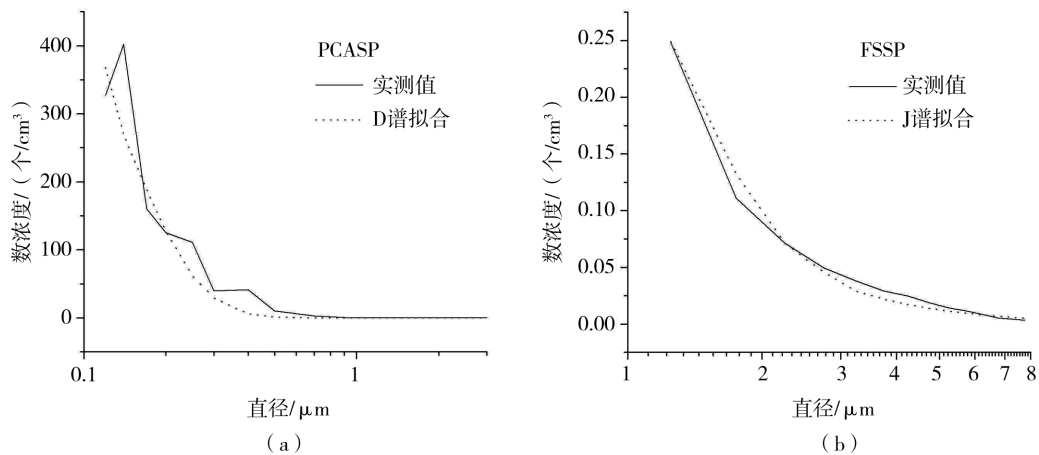 PCASP
实测值
D谱拟合
400
300
200
100
0
数浓度/（个/cm³）
0.1
1
直径/μm
（a）
FSSP
实测值
J谱拟合
0.25
0.20
0.15
0.10
0.05
0.00
数浓度/（个/cm³）
1
2
3
4
5
6
7
8
直径/μm
（b）